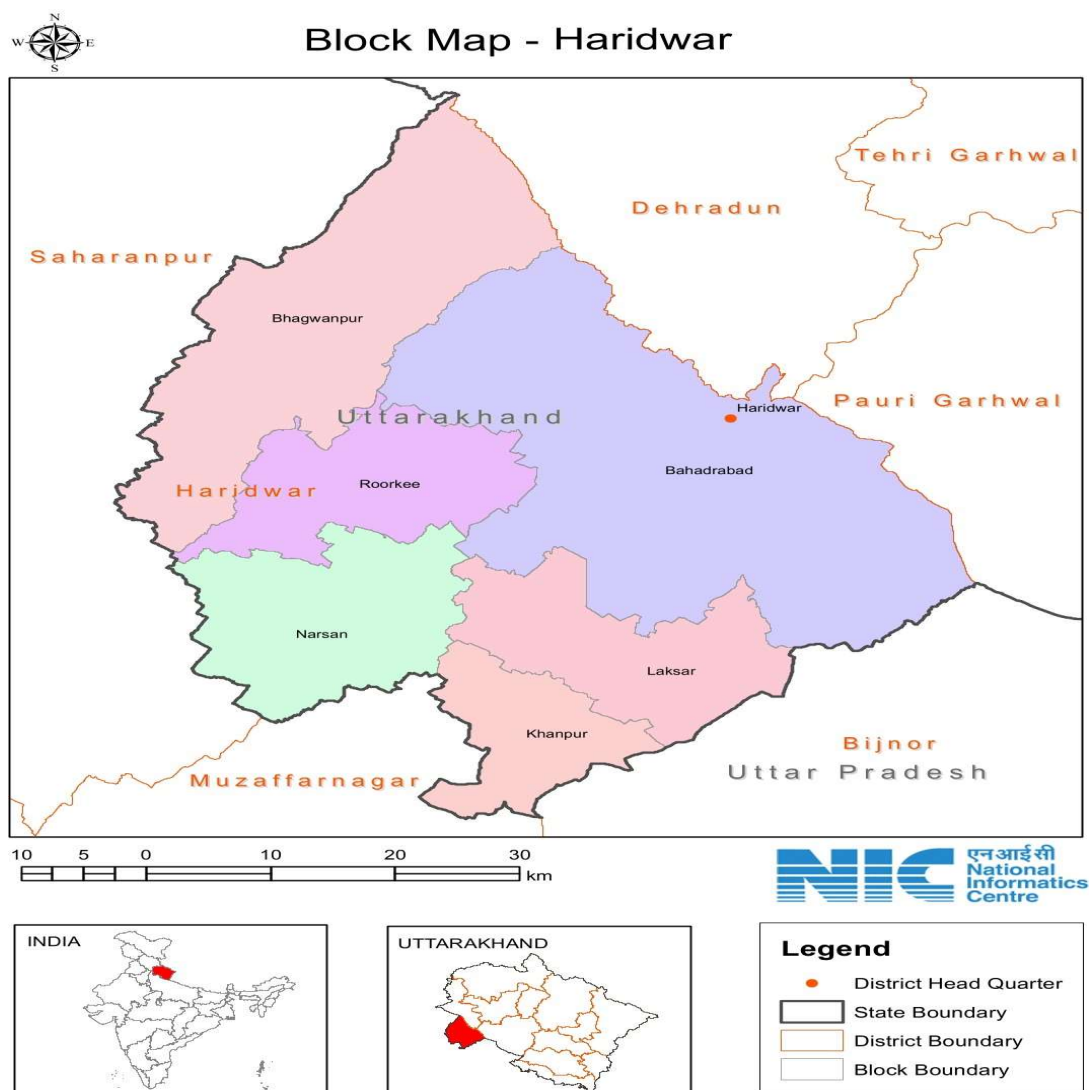 N
W E
S
Block Map - Haridwar
Tehri Garhwal
Dehradun
Saharanpur
Bhagwanpur
Pauri Garhwal
Haridwar
Uttarakhand
Bahadrabad
Roorkee
Haridwar
Narsan
Laksar
Khanpur
Bijnor
Uttar Pradesh
Muzaffarnagar
10 5 0 10 20 30
km
NIC
एन आई सी
National
Informatics
Centre
INDIA
UTTARAKHAND
Legend
District Head Quarter
State Boundary
District Boundary
Block Boundary